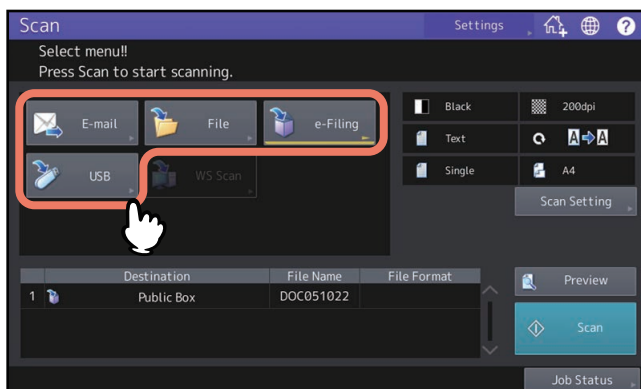 Scan
Settings
?
Select menu!!
Press Scan to start scanning.
E-mail
File
e-Filing
USB
WS Scan
Black
200dpi
Text
A A
Single
A4
Scan Setting
Destination File Name File Format
1 Public Box DOC051022
Preview
Scan
Job Status